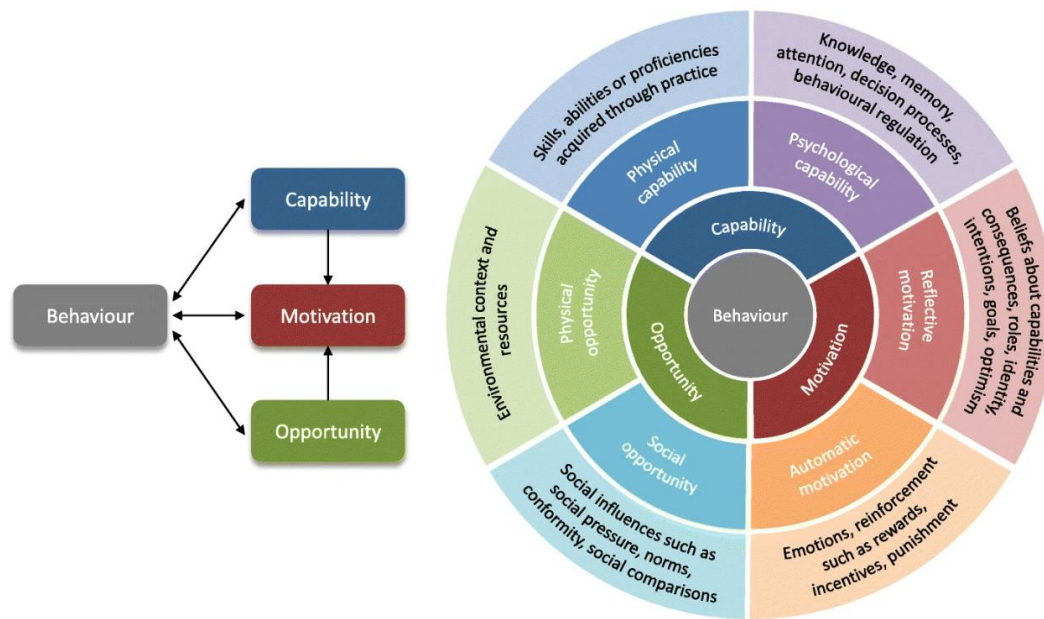 Capability
Behaviour
Motivation
Opportunity
Skills, abilities or proficiencies
acquired through practice
Knowledge, memory,
attention, decision processes,
behavioural regulation
Physical
capability
Psychological
capability
Capability
Environmental context and
resources
Physical
opportunity
Opportunity
Behaviour
Motivation
Reflective
motivation
Beliefs about capabilities and
consequences, roles, identity,
intentions, goals, optimism
Social
opportunity
Automatic
motivation
Social influences such as
social pressure, norms,
conformity, social comparisons
Emotions, reinforcement
such as rewards,
incentives, punishment